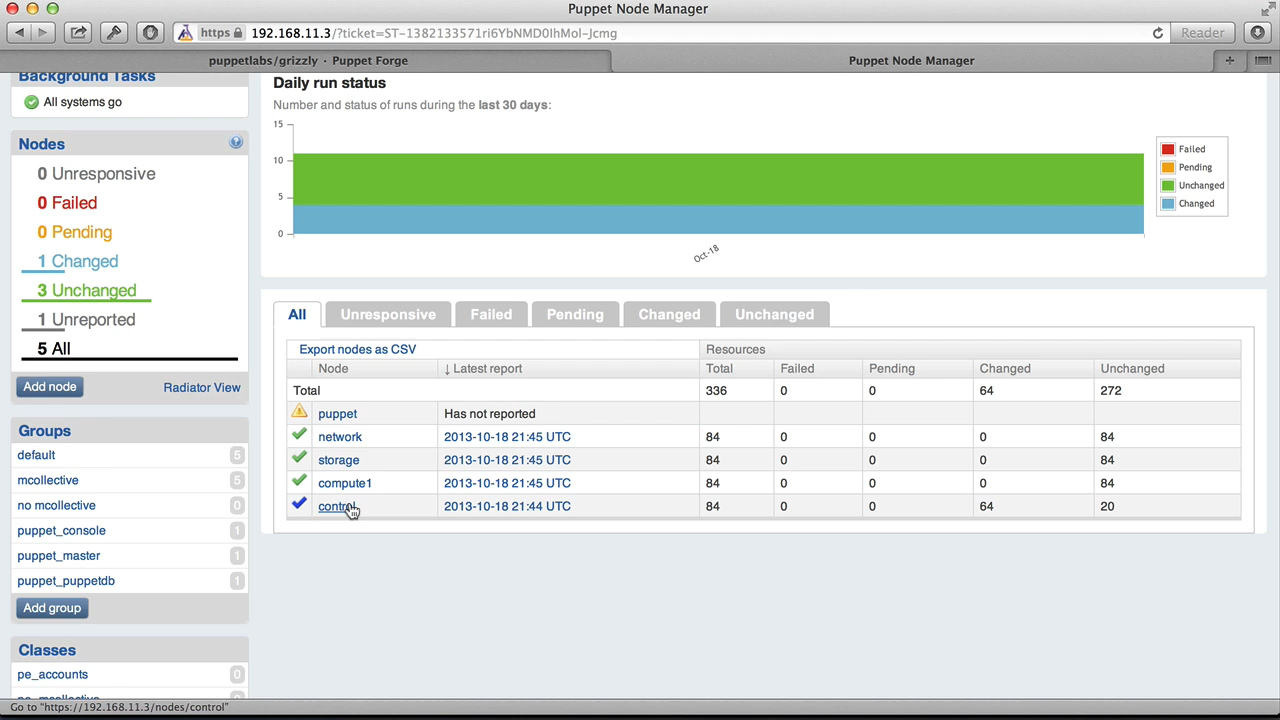 Puppet Node Manager
https 192.168.11.3/?ticket=ST-1382133571ri6YbNMD0IhMol-Jcmg
Reader
puppetlabs/grizzly · Puppet Forge
Puppet Node Manager
Background Tasks
All systems go
Nodes
0 Unresponsive
0 Failed
0 Pending
1 Changed
3 Unchanged
1 Unreported
5 All
Add node Radiator View
Groups
default 5
mcollective 5
no mcollective 0
puppet_console 1
puppet_master 1
puppet_puppetdb 1
Add group
Classes
pe_accounts 0
pe_mcollective
Daily run status
Number and status of runs during the last 30 days:
15
10
5
0
Oct-18
Failed
Pending
Unchanged
Changed
All Unresponsive Failed Pending Changed Unchanged
Export nodes as CSV Resources
Node ↓ Latest report Total Failed Pending Changed Unchanged
Total 336 0 0 64 272
puppet Has not reported
network 2013-10-18 21:45 UTC 84 0 0 0 84
storage 2013-10-18 21:45 UTC 84 0 0 0 84
compute1 2013-10-18 21:45 UTC 84 0 0 0 84
control 2013-10-18 21:44 UTC 84 0 0 64 20
Go to "https://192.168.11.3/nodes/control"